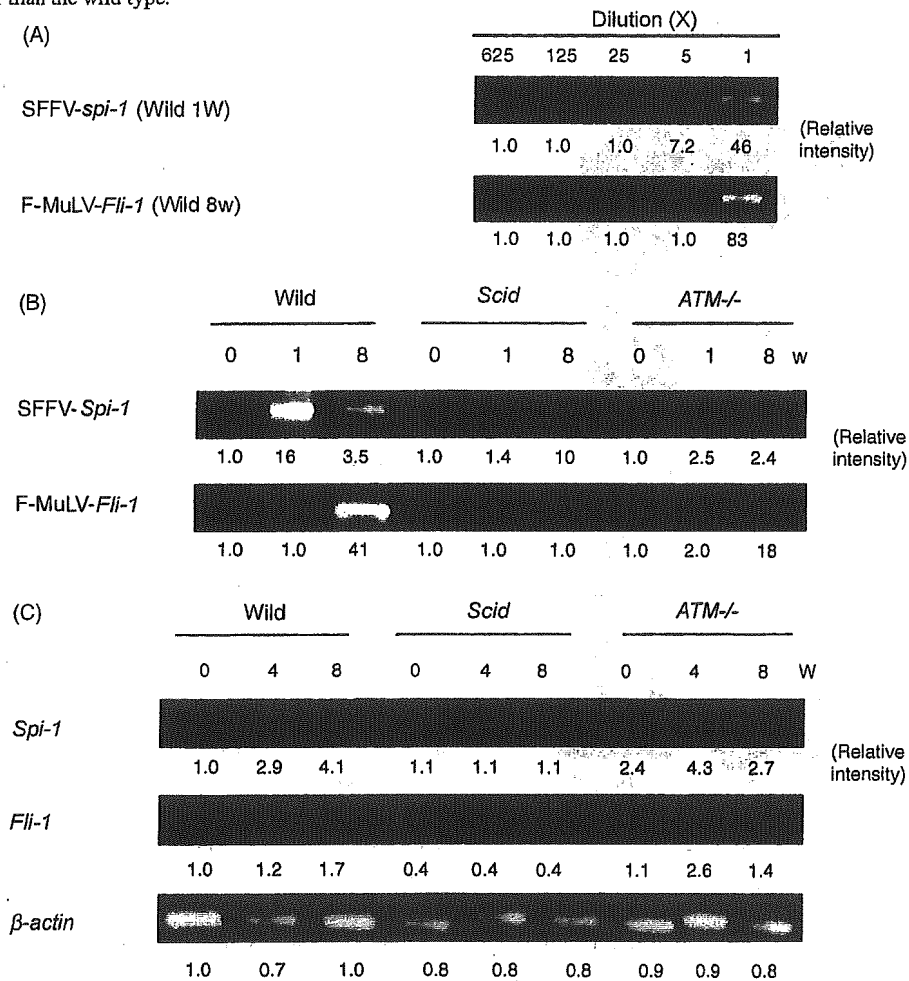 than the wild type.
(A)
Dilution (X)
625 125 25 5 1
SFFV-spi-1 (Wild 1W)
1.0 1.0 1.0 7.2 46
(Relative intensity)
F-MuLV-Fli-1 (Wild 8w)
1.0 1.0 1.0 1.0 83
(B)
Wild Scid ATM-/-
0 1 8 0 1 8 0 1 8 w
SFFV-Spi-1
1.0 16 3.5 1.0 1.4 10 1.0 2.5 2.4
(Relative intensity)
F-MuLV-Fli-1
1.0 1.0 41 1.0 1.0 1.0 1.0 2.0 18
(C)
Wild Scid ATM-/-
0 4 8 0 4 8 0 4 8 W
Spi-1
1.0 2.9 4.1 1.1 1.1 1.1 2.4 4.3 2.7
(Relative intensity)
Fli-1
1.0 1.2 1.7 0.4 0.4 0.4 1.1 2.6 1.4
β-actin
1.0 0.7 1.0 0.8 0.8 0.8 0.9 0.9 0.8